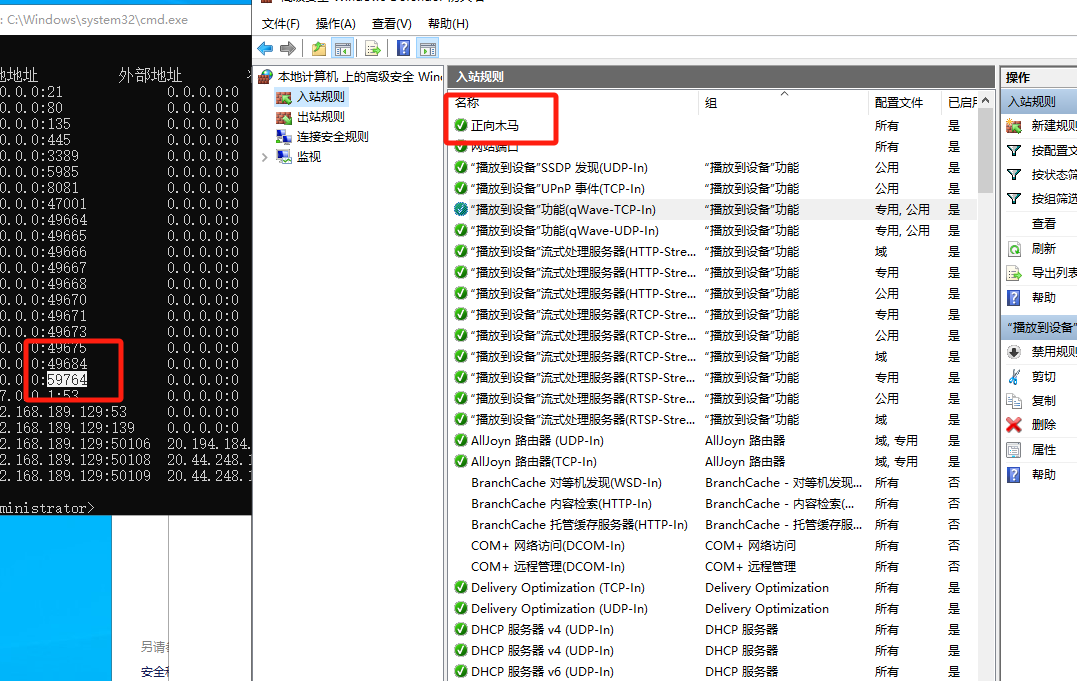 : C:\Windows\system32\cmd.exe
地地址 外部地址
.0.0.0:21 0.0.0.0:0
.0.0.0:80 0.0.0.0:0
.0.0.0:135 0.0.0.0:0
.0.0.0:445 0.0.0.0:0
.0.0.0:3389 0.0.0.0:0
.0.0.0:5985 0.0.0.0:0
.0.0.0:8081 0.0.0.0:0
.0.0.0:47001 0.0.0.0:0
.0.0.0:49664 0.0.0.0:0
.0.0.0:49665 0.0.0.0:0
.0.0.0:49666 0.0.0.0:0
.0.0.0:49667 0.0.0.0:0
.0.0.0:49668 0.0.0.0:0
.0.0.0:49670 0.0.0.0:0
.0.0.0:49671 0.0.0.0:0
.0.0.0:49673 0.0.0.0:0
.0.0.0:49675 0.0.0.0:0
.0.0.0:49684 0.0.0.0:0
.0.0.0:59764 0.0.0.0:0
7.0.0.1:53 0.0.0.0:0
2.168.189.129:53 0.0.0.0:0
2.168.189.129:139 0.0.0.0:0
2.168.189.129:50106 20.194.184.
2.168.189.129:50108 20.44.248.1
2.168.189.129:50109 20.44.248.1
ministrator>
另请
安全
文件(F) 操作(A) 查看(V) 帮助(H)
本地计算机 上的高级安全 Win
入站规则
出站规则
连接安全规则
监视
入站规则
名称 组 配置文件 已启用
正向木马 所有 是
网站端口 所有 是
“播放到设备”SSDP 发现(UDP-In) “播放到设备”功能 公用 是
“播放到设备”UPnP 事件(TCP-In) “播放到设备”功能 公用 是
“播放到设备”功能(qWave-TCP-In) “播放到设备”功能 专用, 公用 是
“播放到设备”功能(qWave-UDP-In) “播放到设备”功能 专用, 公用 是
“播放到设备”流式处理服务器(HTTP-Stre... “播放到设备”功能 域 是
“播放到设备”流式处理服务器(HTTP-Stre... “播放到设备”功能 专用 是
“播放到设备”流式处理服务器(HTTP-Stre... “播放到设备”功能 公用 是
“播放到设备”流式处理服务器(RTCP-Stre... “播放到设备”功能 专用 是
“播放到设备”流式处理服务器(RTCP-Stre... “播放到设备”功能 公用 是
“播放到设备”流式处理服务器(RTCP-Stre... “播放到设备”功能 域 是
“播放到设备”流式处理服务器(RTSP-Stre... “播放到设备”功能 专用 是
“播放到设备”流式处理服务器(RTSP-Stre... “播放到设备”功能 公用 是
“播放到设备”流式处理服务器(RTSP-Stre... “播放到设备”功能 域 是
AllJoyn 路由器 (UDP-In) AllJoyn 路由器 域, 专用 是
AllJoyn 路由器(TCP-In) AllJoyn 路由器 域, 专用 是
BranchCache 对等机发现(WSD-In) BranchCache - 对等机发现... 所有 否
BranchCache 内容检索(HTTP-In) BranchCache - 内容检索(... 所有 否
BranchCache 托管缓存服务器(HTTP-In) BranchCache - 托管缓存服... 所有 否
COM+ 网络访问(DCOM-In) COM+ 网络访问 所有 否
COM+ 远程管理(DCOM-In) COM+ 远程管理 所有 否
Delivery Optimization (TCP-In) Delivery Optimization 所有 是
Delivery Optimization (UDP-In) Delivery Optimization 所有 是
DHCP 服务器 v4 (UDP-In) DHCP 服务器 所有 是
DHCP 服务器 v4 (UDP-In) DHCP 服务器 所有 是
DHCP 服务器 v6 (UDP-In) DHCP 服务器 所有 是
操作
入站规则
新建规则
按配置文
按状态筛
按组筛选
查看
刷新
导出列表
帮助
“播放到设备”
禁用规则
剪切
复制
删除
属性
帮助